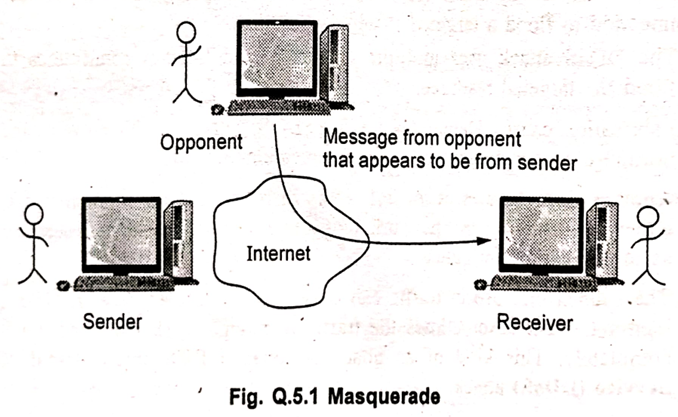 Opponent
Message from opponent
that appears to be from sender
Internet
Sender
Receiver
Fig. Q.5.1 Masquerade